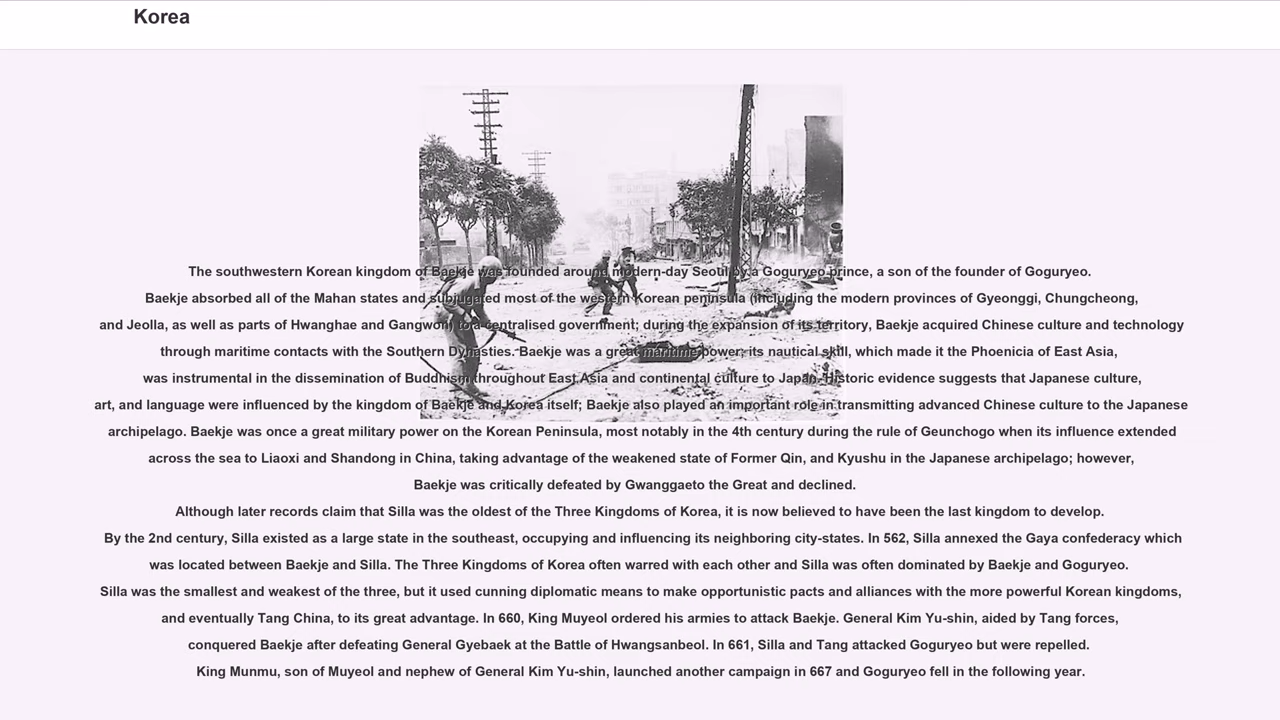 Korea
The southwestern Korean kingdom of Baekje was founded around modern-day Seoul by a Goguryeo prince, a son of the founder of Goguryeo.
Baekje absorbed all of the Mahan states and subjugated most of the western Korean peninsula (including the modern provinces of Gyeonggi, Chungcheong,
and Jeolla, as well as parts of Hwanghae and Gangwon) to a centralised government; during the expansion of its territory, Baekje acquired Chinese culture and technology
through maritime contacts with the Southern Dynasties. Baekje was a great maritime power; its nautical skill, which made it the Phoenicia of East Asia,
was instrumental in the dissemination of Buddhism throughout East Asia and continental culture to Japan. Historic evidence suggests that Japanese culture,
art, and language were influenced by the kingdom of Baekje and Korea itself; Baekje also played an important role in transmitting advanced Chinese culture to the Japanese
archipelago. Baekje was once a great military power on the Korean Peninsula, most notably in the 4th century during the rule of Geunchogo when its influence extended
across the sea to Liaoxi and Shandong in China, taking advantage of the weakened state of Former Qin, and Kyushu in the Japanese archipelago; however,
Baekje was critically defeated by Gwanggaeto the Great and declined.
Although later records claim that Silla was the oldest of the Three Kingdoms of Korea, it is now believed to have been the last kingdom to develop.
By the 2nd century, Silla existed as a large state in the southeast, occupying and influencing its neighboring city-states. In 562, Silla annexed the Gaya confederacy which
was located between Baekje and Silla. The Three Kingdoms of Korea often warred with each other and Silla was often dominated by Baekje and Goguryeo.
Silla was the smallest and weakest of the three, but it used cunning diplomatic means to make opportunistic pacts and alliances with the more powerful Korean kingdoms,
and eventually Tang China, to its great advantage. In 660, King Muyeol ordered his armies to attack Baekje. General Kim Yu-shin, aided by Tang forces,
conquered Baekje after defeating General Gyebaek at the Battle of Hwangsanbeol. In 661, Silla and Tang attacked Goguryeo but were repelled.
King Munmu, son of Muyeol and nephew of General Kim Yu-shin, launched another campaign in 667 and Goguryeo fell in the following year.